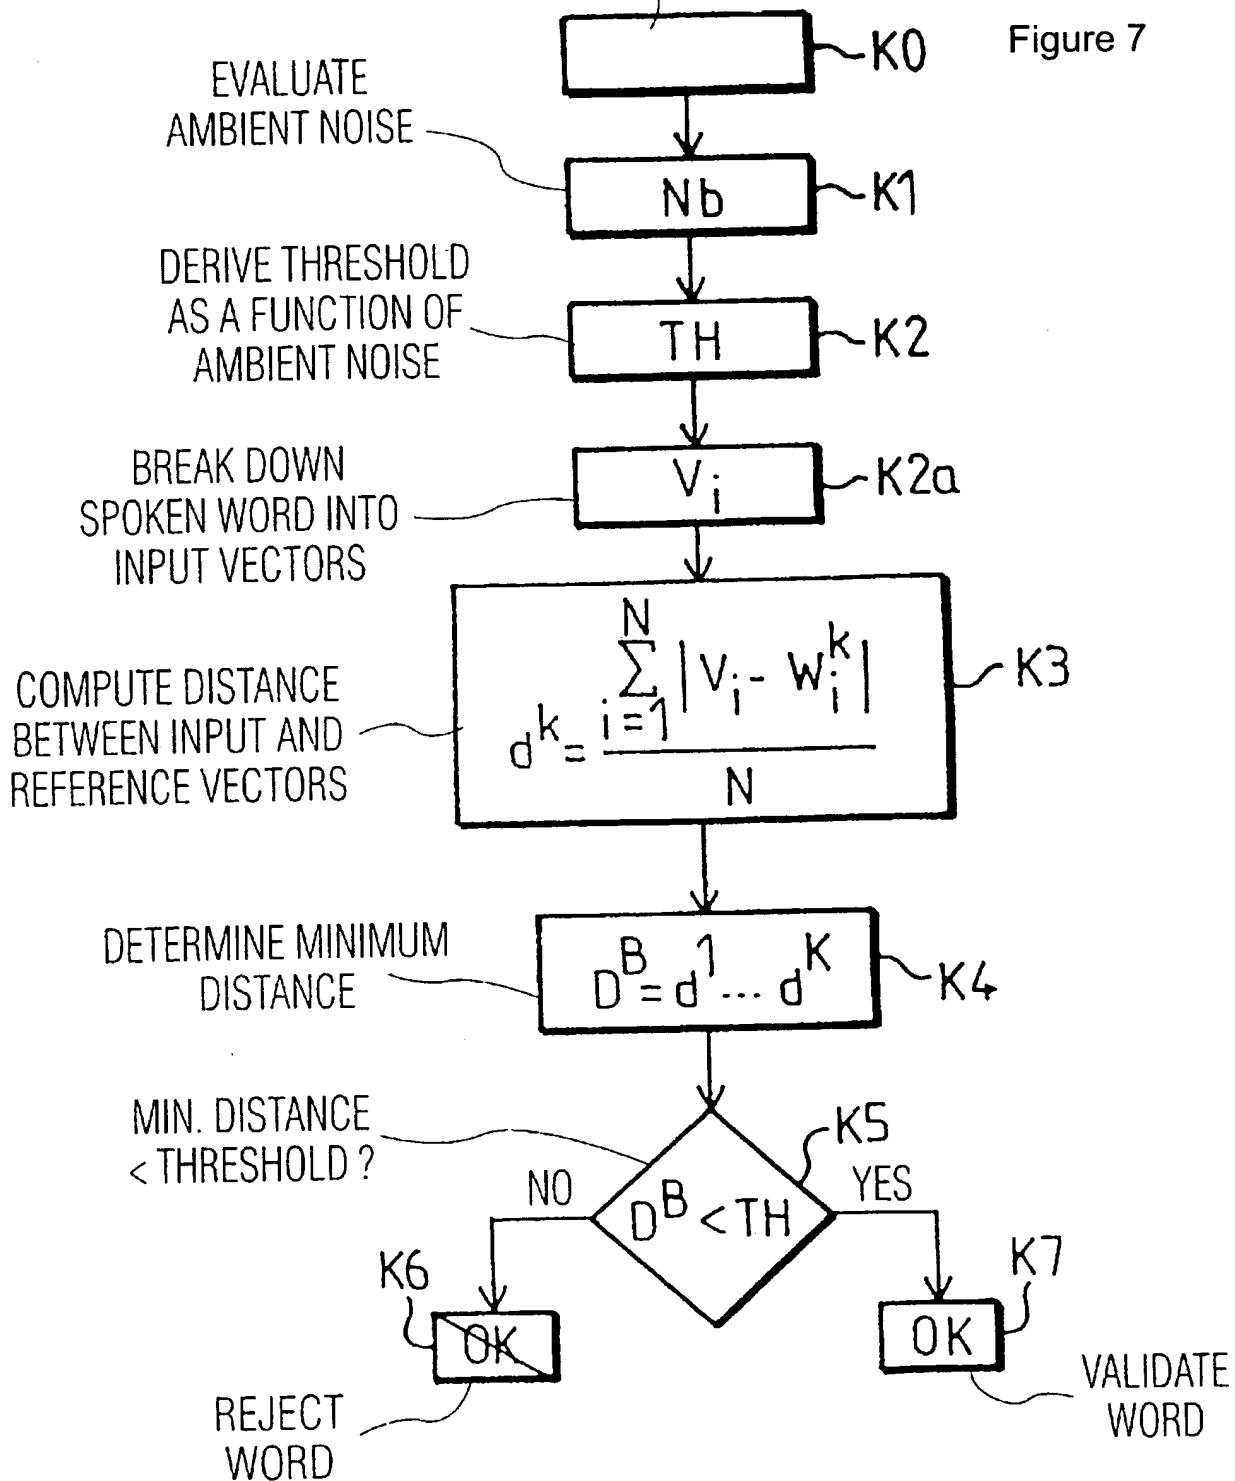 Figure 7
K0
EVALUATE
AMBIENT NOISE
Nb
K1
DERIVE THRESHOLD
AS A FUNCTION OF
AMBIENT NOISE
TH
K2
BREAK DOWN
SPOKEN WORD INTO
INPUT VECTORS
V_i
K2a
COMPUTE DISTANCE
BETWEEN INPUT AND
REFERENCE VECTORS
d^k = \frac{\sum_{i=1}^{N} |V_i - W_i^k|}{N}
K3
DETERMINE MINIMUM
DISTANCE
D^B = d^1 ... d^K
K4
MIN. DISTANCE
< THRESHOLD ?
D^B < TH
K5
NO
YES
K6
OK
REJECT
WORD
K7
OK
VALIDATE
WORD